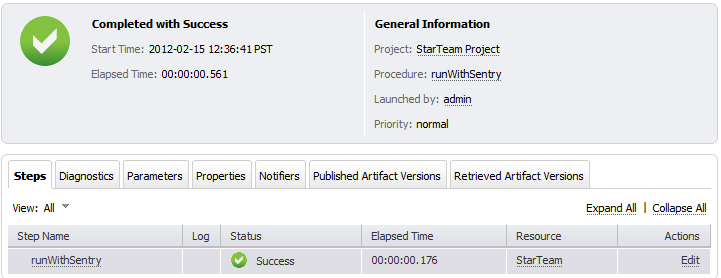 Completed with Success
Start Time: 2012-02-15 12:36:41 PST
Elapsed Time: 00:00:00.561
General Information
Project: StarTeam Project
Procedure: runWithSentry
Launched by: admin
Priority: normal
Steps Diagnostics Parameters Properties Notifiers Published Artifact Versions Retrieved Artifact Versions
View: All Expand All | Collapse All
Step Name Log Status Elapsed Time Resource Actions
runWithSentry Success 00:00:00.176 StarTeam Edit